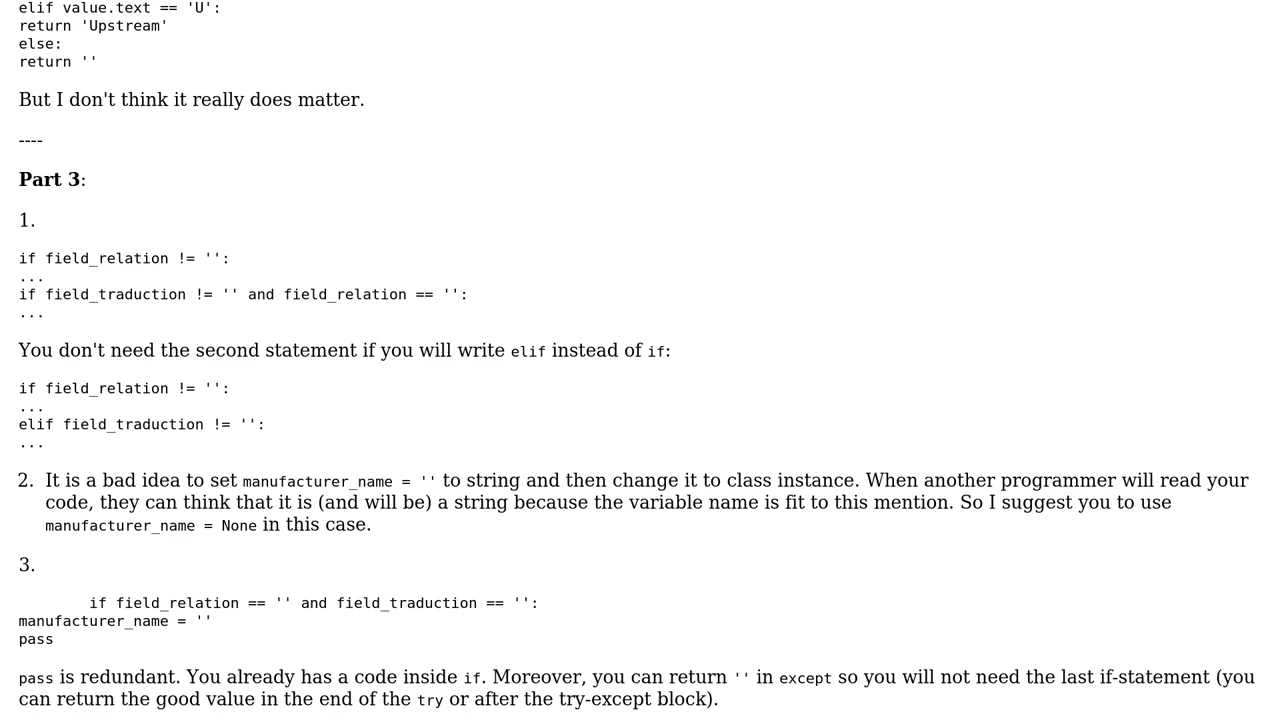 elif value.text == 'U':
return 'Upstream'
else:
return ''
But I don't think it really does matter.
----
Part 3:
1.
if field_relation != '':
...
if field_traduction != '' and field_relation == '':
...
You don't need the second statement if you will write elif instead of if:
if field_relation != '':
...
elif field_traduction != '':
...
2. It is a bad idea to set manufacturer_name = '' to string and then change it to class instance. When another programmer will read your
code, they can think that it is (and will be) a string because the variable name is fit to this mention. So I suggest you to use
manufacturer_name = None in this case.
3.
        if field_relation == '' and field_traduction == '':
manufacturer_name = ''
pass
pass is redundant. You already has a code inside if. Moreover, you can return '' in except so you will not need the last if-statement (you
can return the good value in the end of the try or after the try-except block).